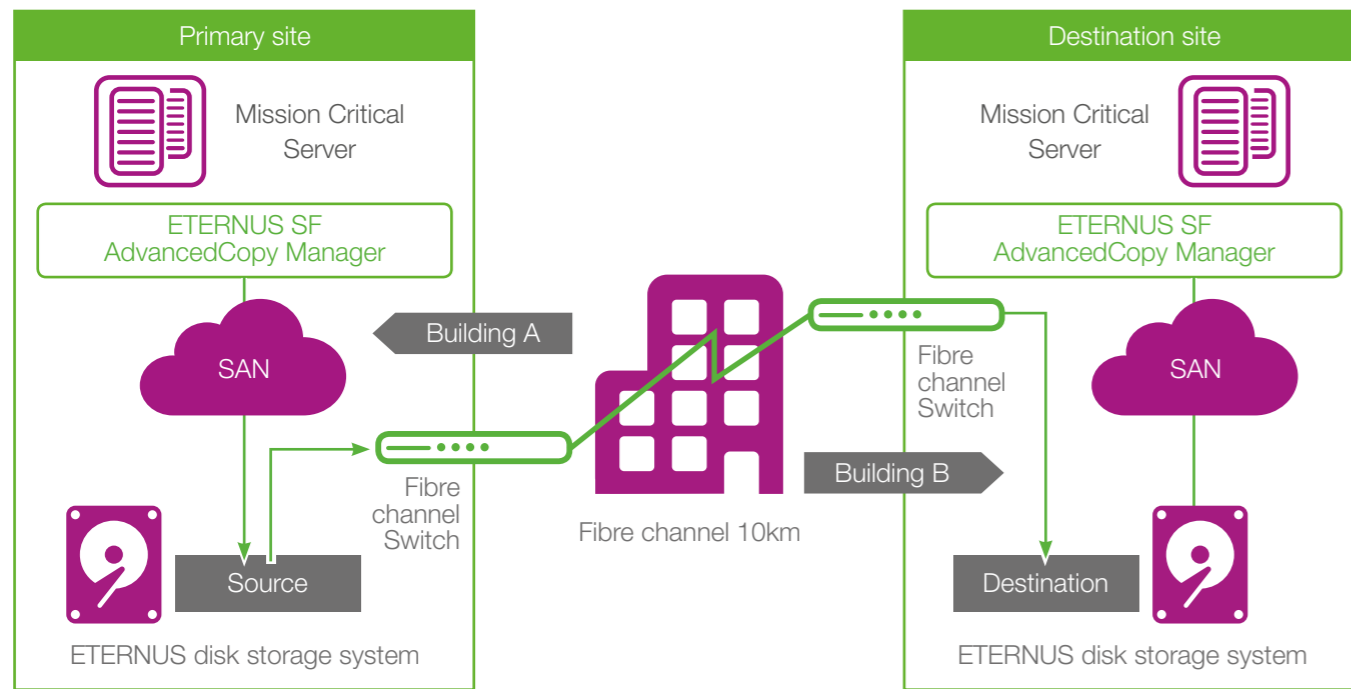 Primary site
Mission Critical
Server
ETERNUS SF
AdvancedCopy Manager
SAN
Building A
Fibre
channel
Switch
Source
ETERNUS disk storage system
Fibre channel 10km
Destination site
Mission Critical
Server
ETERNUS SF
AdvancedCopy Manager
Fibre
channel
Switch
SAN
Building B
Destination
ETERNUS disk storage system